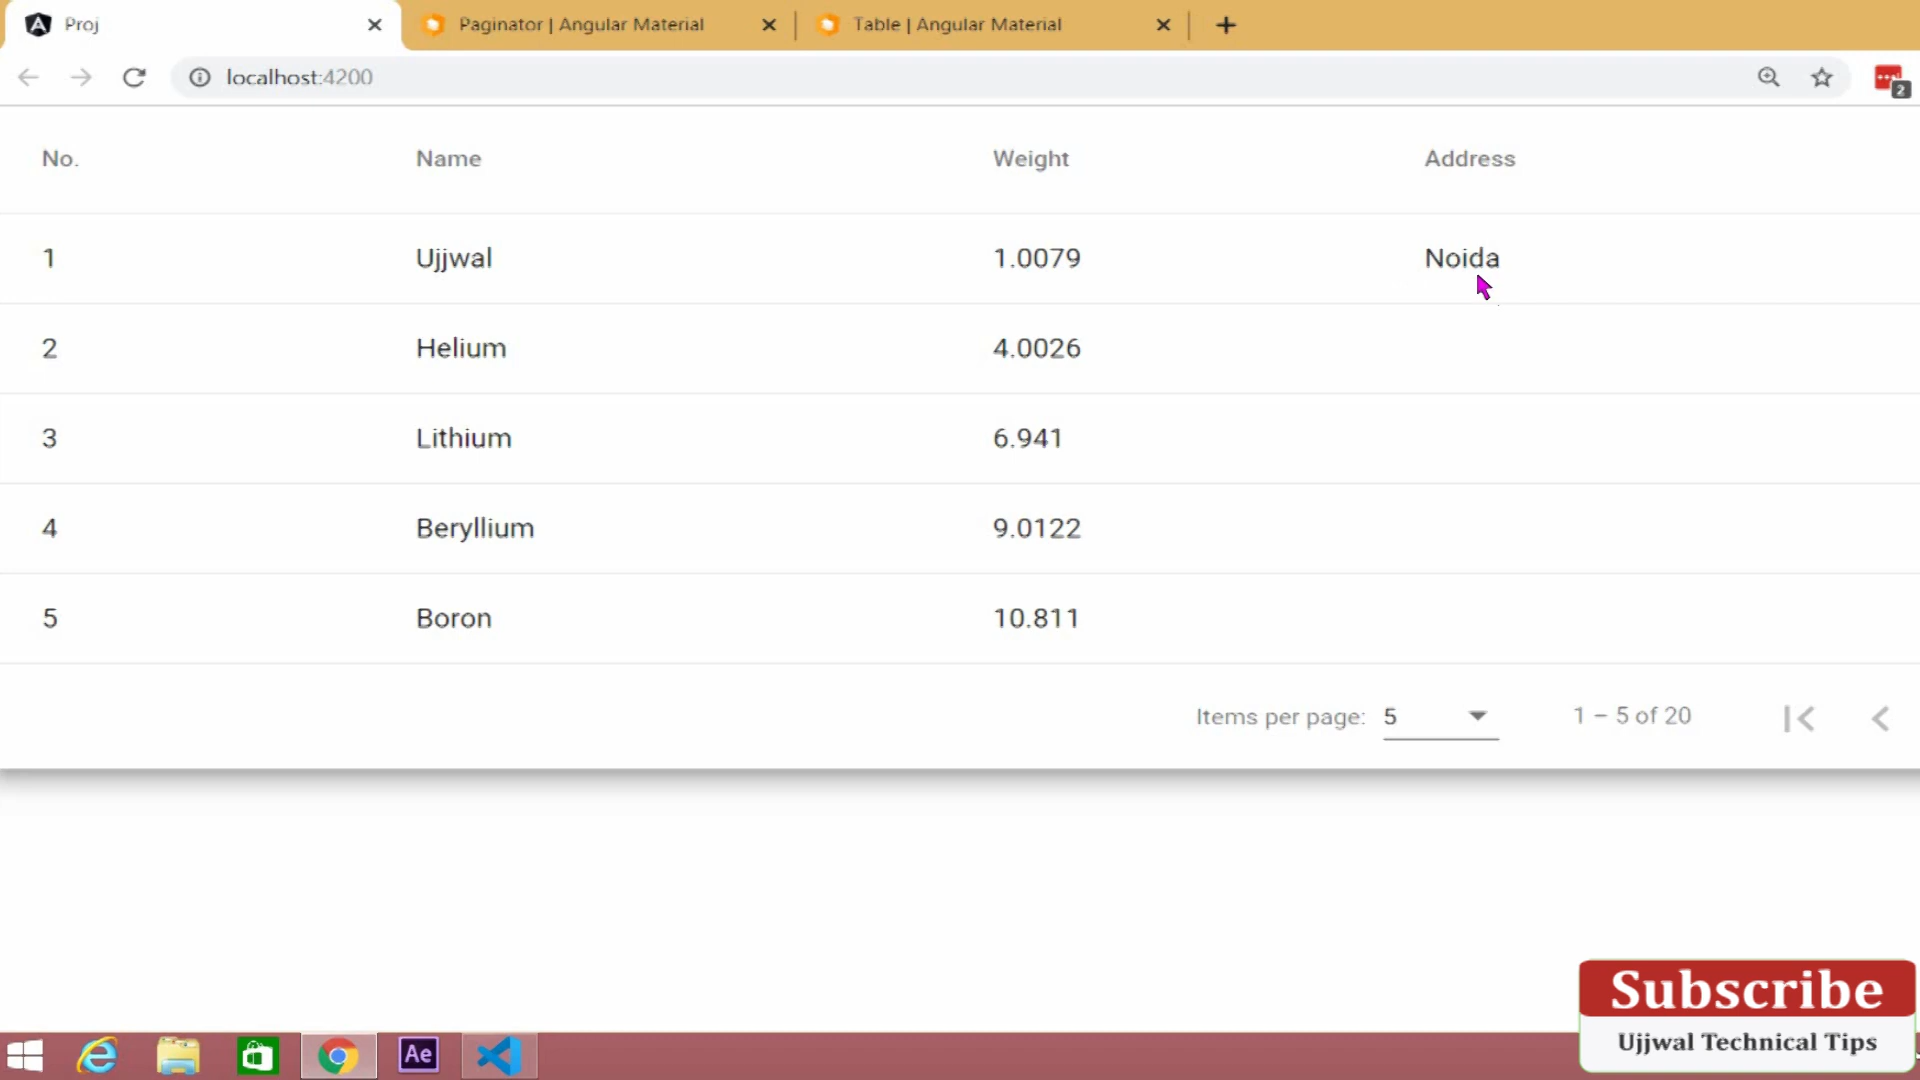 Proj
Paginator | Angular Material
Table | Angular Material
localhost:4200
2
No. Name Weight Address
1 Ujjwal 1.0079 Noida
2 Helium 4.0026
3 Lithium 6.941
4 Beryllium 9.0122
5 Boron 10.811
Items per page: 5 1 – 5 of 20
Subscribe
Ujjwal Technical Tips
Ae